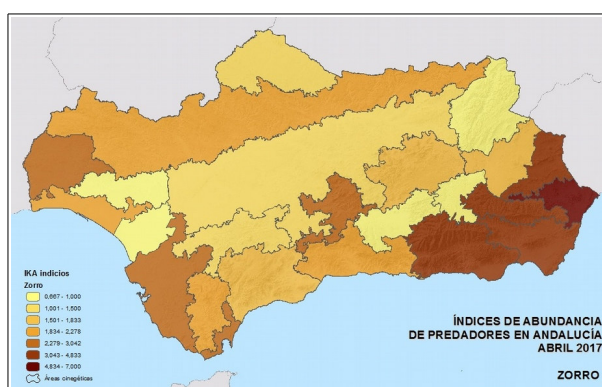 IKA indicios
Zorro
0,667 - 1,000
1,001 - 1,500
1,501 - 1,833
1,834 - 2,278
2,279 - 3,042
3,043 - 4,833
4,834 - 7,000
Áreas cinegéticas
ÍNDICES DE ABUNDANCIA
DE PREDADORES EN ANDALUCÍA
ABRIL 2017
ZORRO